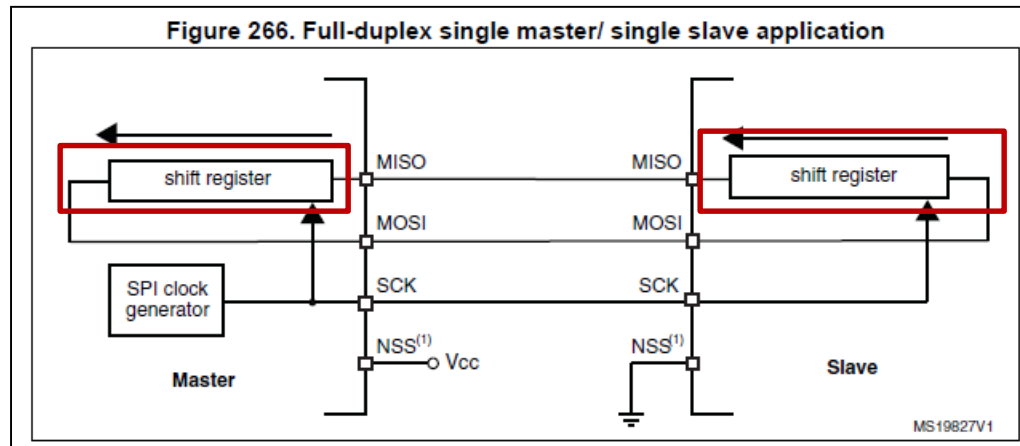 Figure 266. Full-duplex single master/ single slave application
shift register
MISO
MISO
shift register
MOSI
MOSI
SPI clock
generator
SCK
SCK
NSS(1)
Vcc
NSS(1)
Master
Slave
MS19827V1